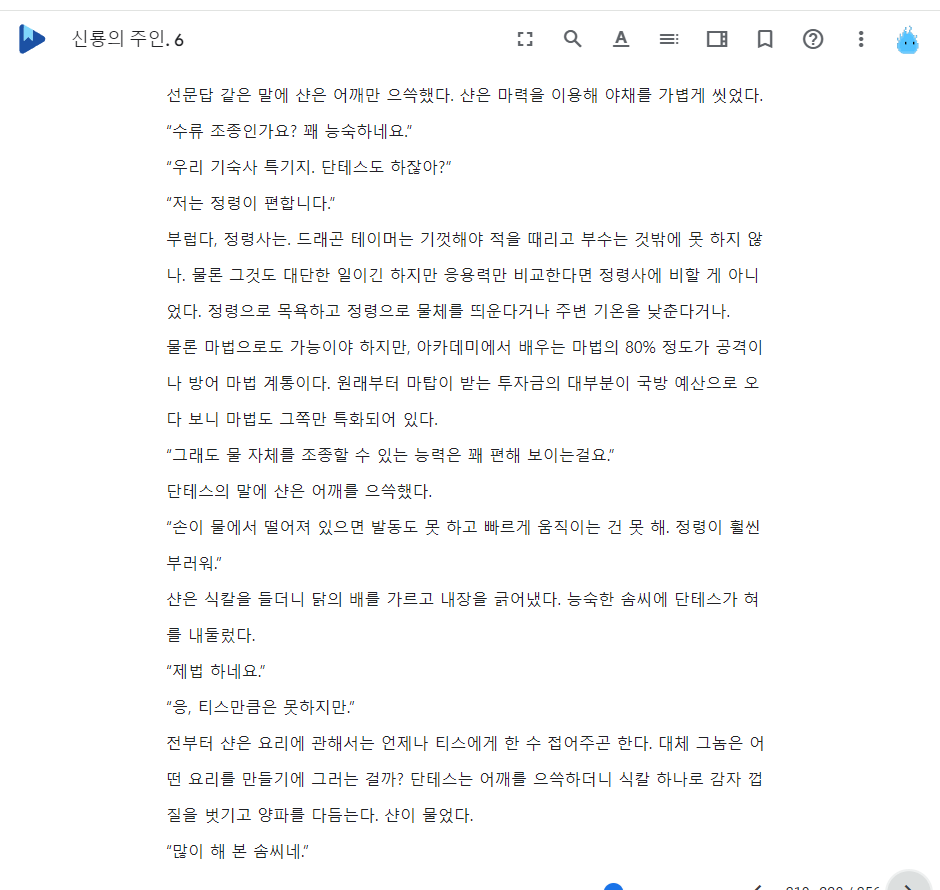 신룡의 주인. 6
선문답 같은 말에 샨은 어깨만 으쓱했다. 샨은 마력을 이용해 야채를 가볍게 씻었다.
“수류 조종인가요? 꽤 능숙하네요.”
“우리 기숙사 특기지. 단테스도 하잖아?”
“저는 정령이 편합니다.”
부럽다, 정령사는. 드래곤 테이머는 기껏해야 적을 때리고 부수는 것밖에 못 하지 않
나. 물론 그것도 대단한 일이긴 하지만 응용력만 비교한다면 정령사에 비할 게 아니
었다. 정령으로 목욕하고 정령으로 물체를 띄운다거나 주변 기온을 낮춘다거나.
물론 마법으로도 가능이야 하지만, 아카데미에서 배우는 마법의 80% 정도가 공격이
나 방어 마법 계통이다. 원래부터 마탑이 받는 투자금의 대부분이 국방 예산으로 오
다 보니 마법도 그쪽만 특화되어 있다.
“그래도 물 자체를 조종할 수 있는 능력은 꽤 편해 보이는걸요.”
단테스의 말에 샨은 어깨를 으쓱했다.
“손이 물에서 떨어져 있으면 발동도 못 하고 빠르게 움직이는 건 못 해. 정령이 훨씬
부러워.”
샨은 식칼을 들더니 닭의 배를 가르고 내장을 긁어냈다. 능숙한 솜씨에 단테스가 혀
를 내둘렀다.
“제법 하네요.”
“응, 티스만큼은 못하지만.”
전부터 샨은 요리에 관해서는 언제나 티스에게 한 수 접어주곤 한다. 대체 그놈은 어
떤 요리를 만들기에 그러는 걸까? 단테스는 어깨를 으쓱하더니 식칼 하나로 감자 껍
질을 벗기고 양파를 다듬는다. 샨이 물었다.
“많이 해 본 솜씨네.”